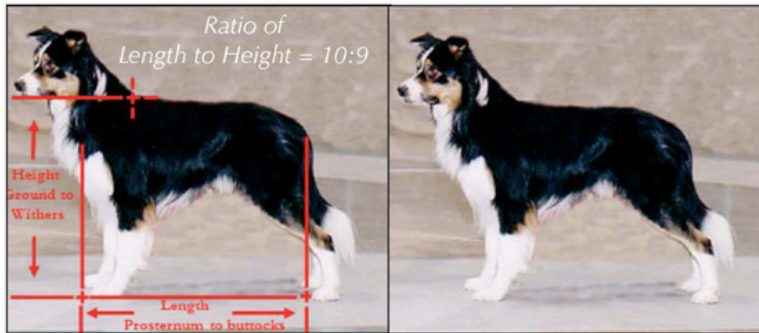 Ratio of
Length to Height = 10:9
Height
Ground to
Withers
Length
Prosternum to buttocks